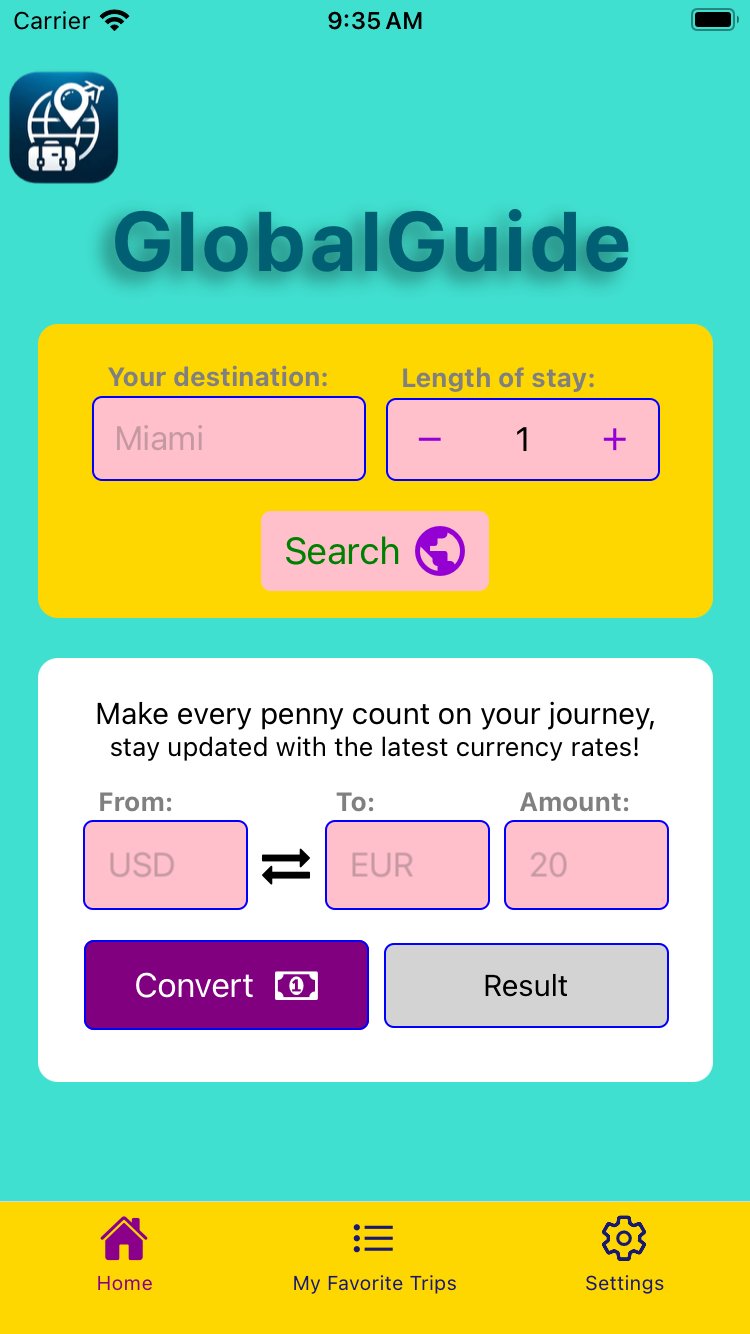 Carrier 9:35 AM
GlobalGuide
Your destination: Length of stay:
Miami − 1 +
Search
Make every penny count on your journey,
stay updated with the latest currency rates!
From: To: Amount:
USD EUR 20
Convert 1 Result
Home My Favorite Trips Settings